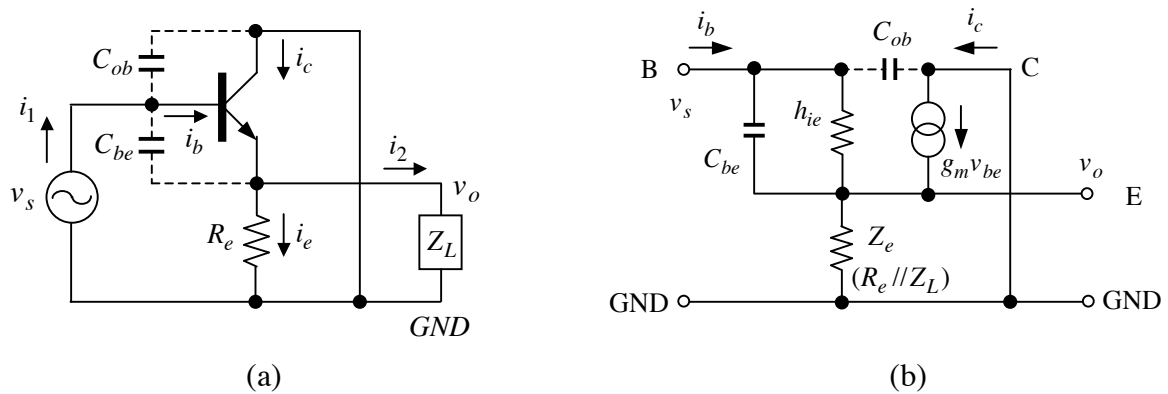 C_ob
i_c
i_1
i_b
C_be
i_2
v_s
v_o
R_e
i_e
Z_L
GND
(a)
i_b
C_ob
i_c
B
C
v_s
h_ie
C_be
g_m v_be
v_o
E
Z_e
(R_e // Z_L)
GND
GND
(b)